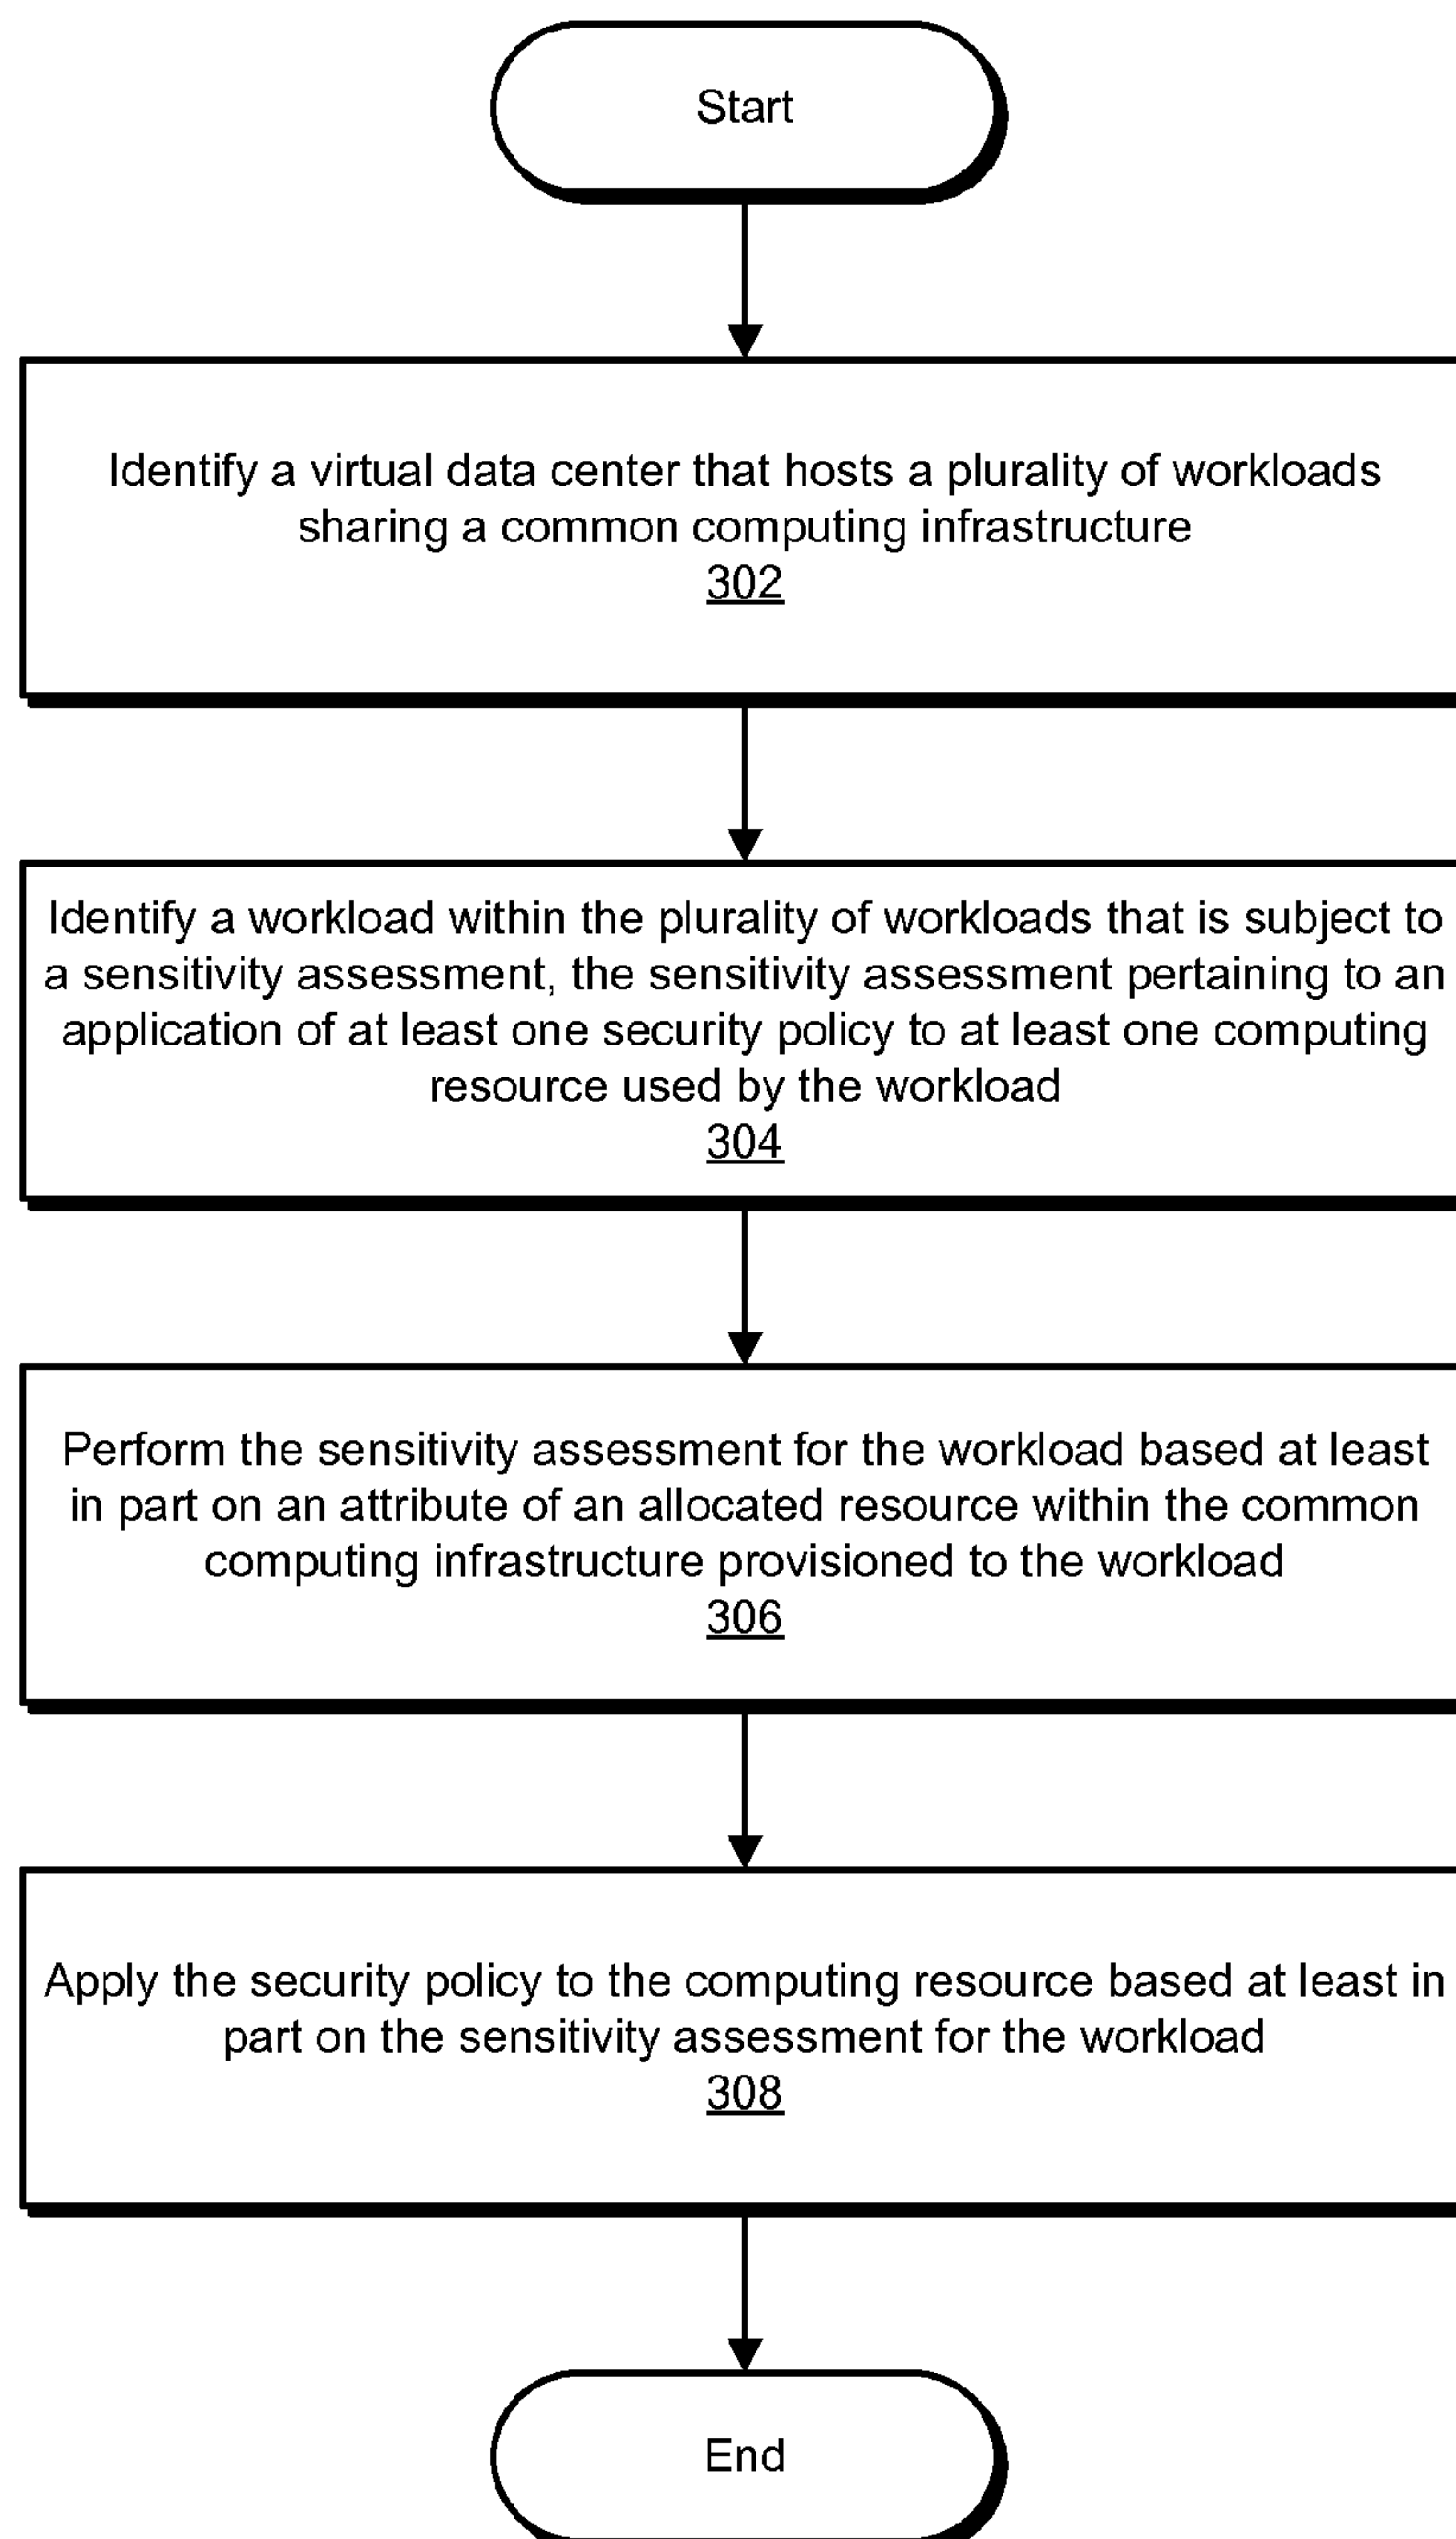 Start
Identify a virtual data center that hosts a plurality of workloads
sharing a common computing infrastructure
302
Identify a workload within the plurality of workloads that is subject to
a sensitivity assessment, the sensitivity assessment pertaining to an
application of at least one security policy to at least one computing
resource used by the workload
304
Perform the sensitivity assessment for the workload based at least
in part on an attribute of an allocated resource within the common
computing infrastructure provisioned to the workload
306
Apply the security policy to the computing resource based at least in
part on the sensitivity assessment for the workload
308
End